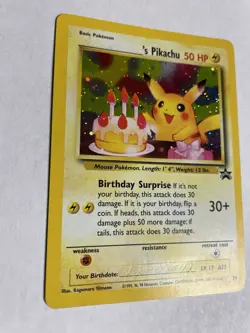 Basic Pokémon
's Pikachu 50 HP
Mouse Pokémon. Length: 1' 4", Weight: 13 lbs.
Birthday Surprise If it's not
your birthday, this attack does 30
damage. If it is your birthday, flip a
coin. If heads, this attack does 30
damage plus 50 more damage; if
tails, this attack does 30 damage.
30+
weakness
resistance
retreat cost
Your Birthdate:
Illus. Kagemaru Himeno